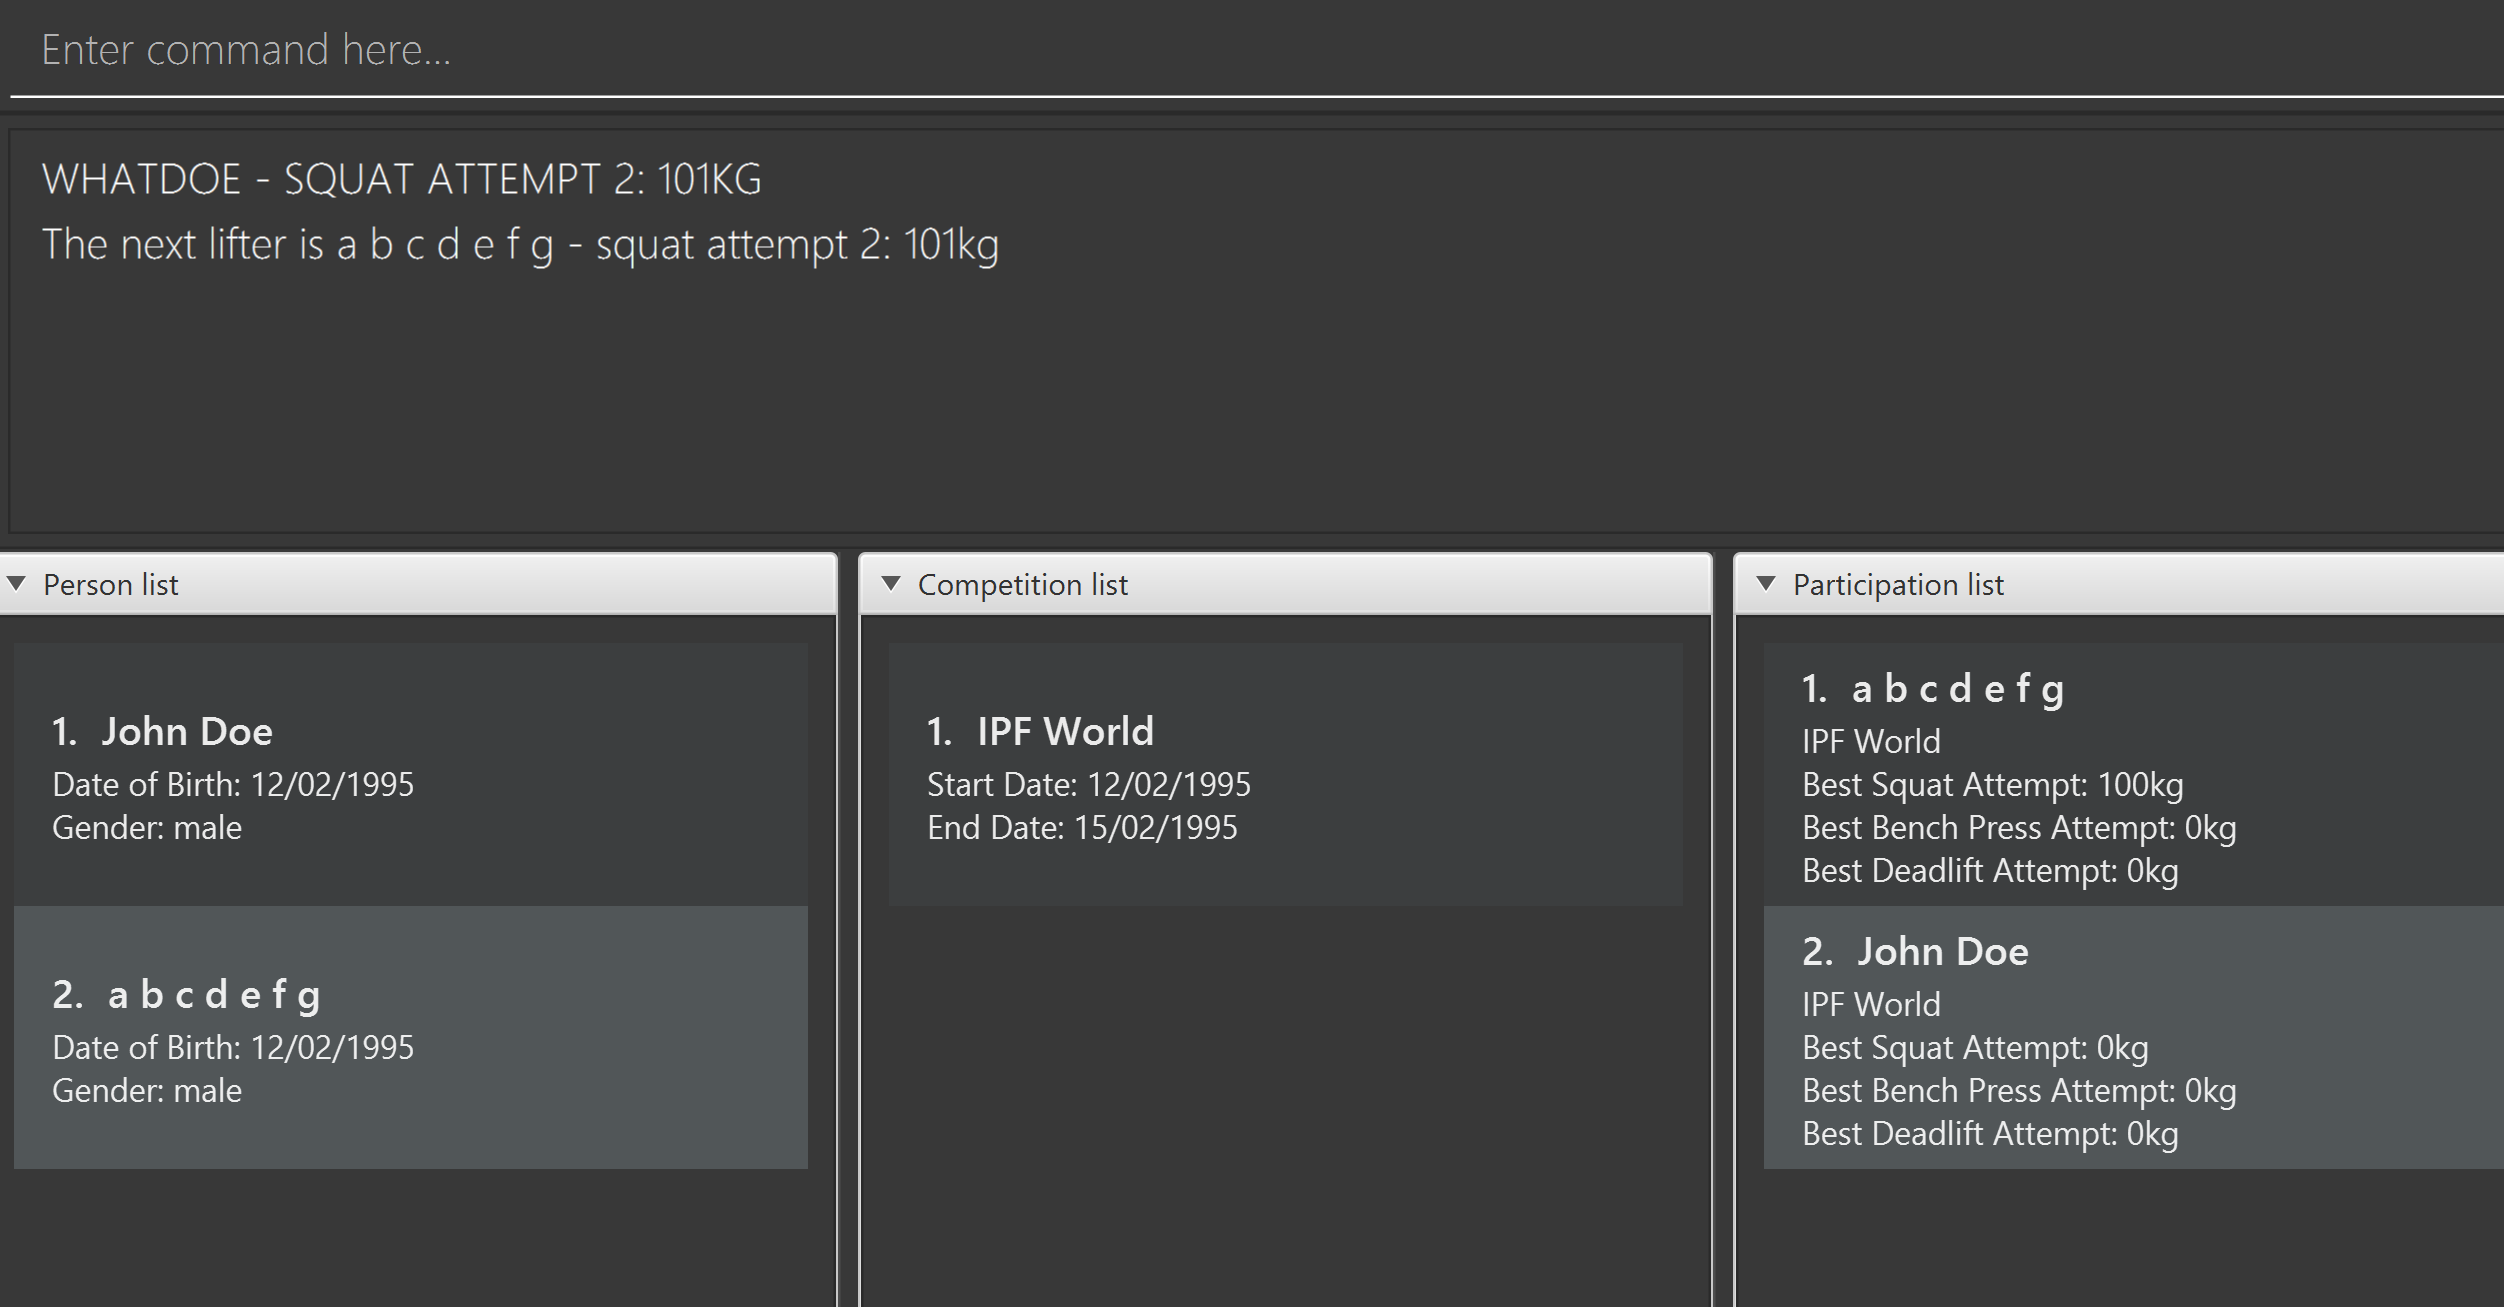 Enter command here...
WHATDOE - SQUAT ATTEMPT 2: 101KG
The next lifter is a b c d e f g - squat attempt 2: 101kg
Person list
1. John Doe
Date of Birth: 12/02/1995
Gender: male
2. a b c d e f g
Date of Birth: 12/02/1995
Gender: male
Competition list
1. IPF World
Start Date: 12/02/1995
End Date: 15/02/1995
Participation list
1. a b c d e f g
IPF World
Best Squat Attempt: 100kg
Best Bench Press Attempt: 0kg
Best Deadlift Attempt: 0kg
2. John Doe
IPF World
Best Squat Attempt: 0kg
Best Bench Press Attempt: 0kg
Best Deadlift Attempt: 0kg